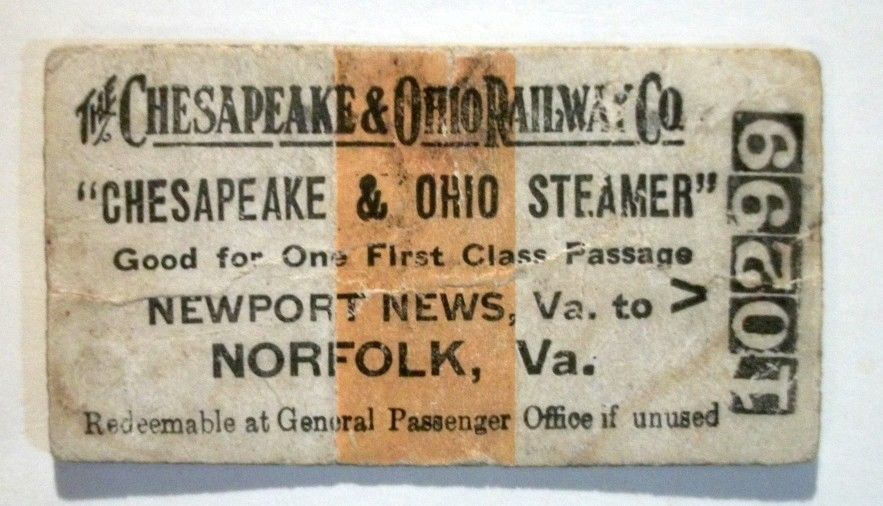 THE CHESAPEAKE & OHIO RAILWAY CO.
"CHESAPEAKE & OHIO STEAMER"
Good for One First Class Passage
NEWPORT NEWS, Va. to
NORFOLK, Va.
Redeemable at General Passenger Office if unused
V
10299